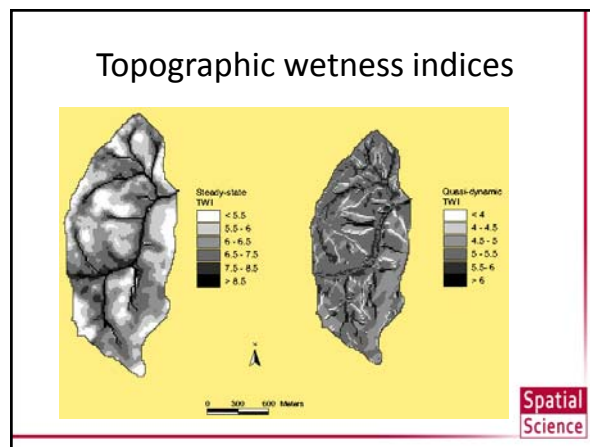 Topographic wetness indices
Steady-state
TWI
< 5.5
5.5 - 6
6 - 6.5
6.5 - 7.5
7.5 - 8.5
> 8.5
Quasi-dynamic
TWI
< 4
4 - 4.5
4.5 - 5
5 - 5.5
5.5 - 6
> 6
N
0 300 600 Meters
Spatial
Science